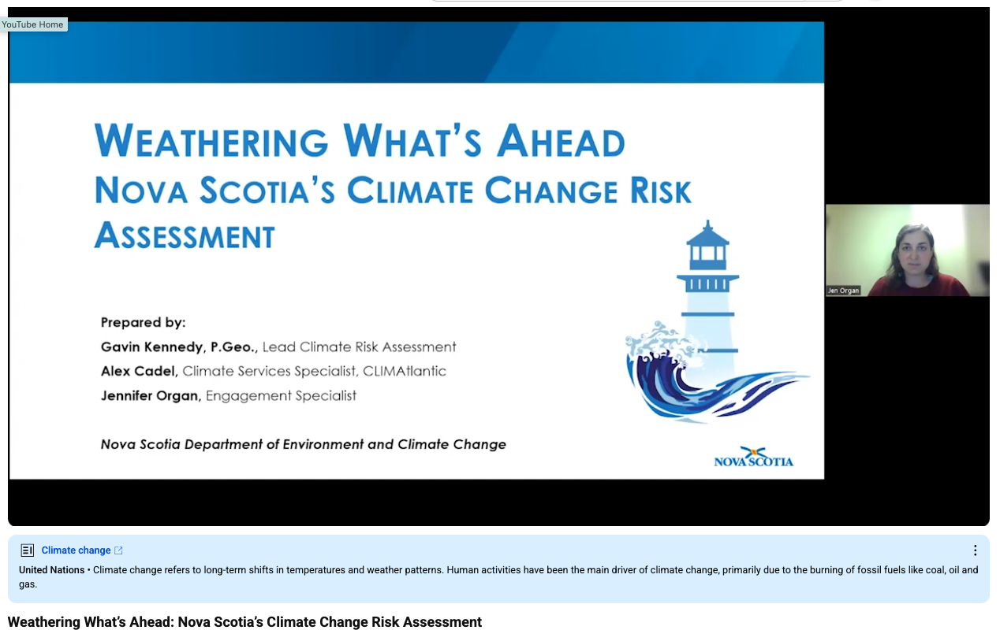 YouTube Home
Weathering What's Ahead
Nova Scotia's Climate Change Risk
Assessment
Prepared by:
Gavin Kennedy, P.Geo., Lead Climate Risk Assessment
Alex Cadel, Climate Services Specialist, CLIMAtlantic
Jennifer Organ, Engagement Specialist
Nova Scotia Department of Environment and Climate Change
NOVA SCOTIA
Jen Organ
Climate change
United Nations • Climate change refers to long-term shifts in temperatures and weather patterns. Human activities have been the main driver of climate change, primarily due to the burning of fossil fuels like coal, oil and
gas.
Weathering What's Ahead: Nova Scotia's Climate Change Risk Assessment